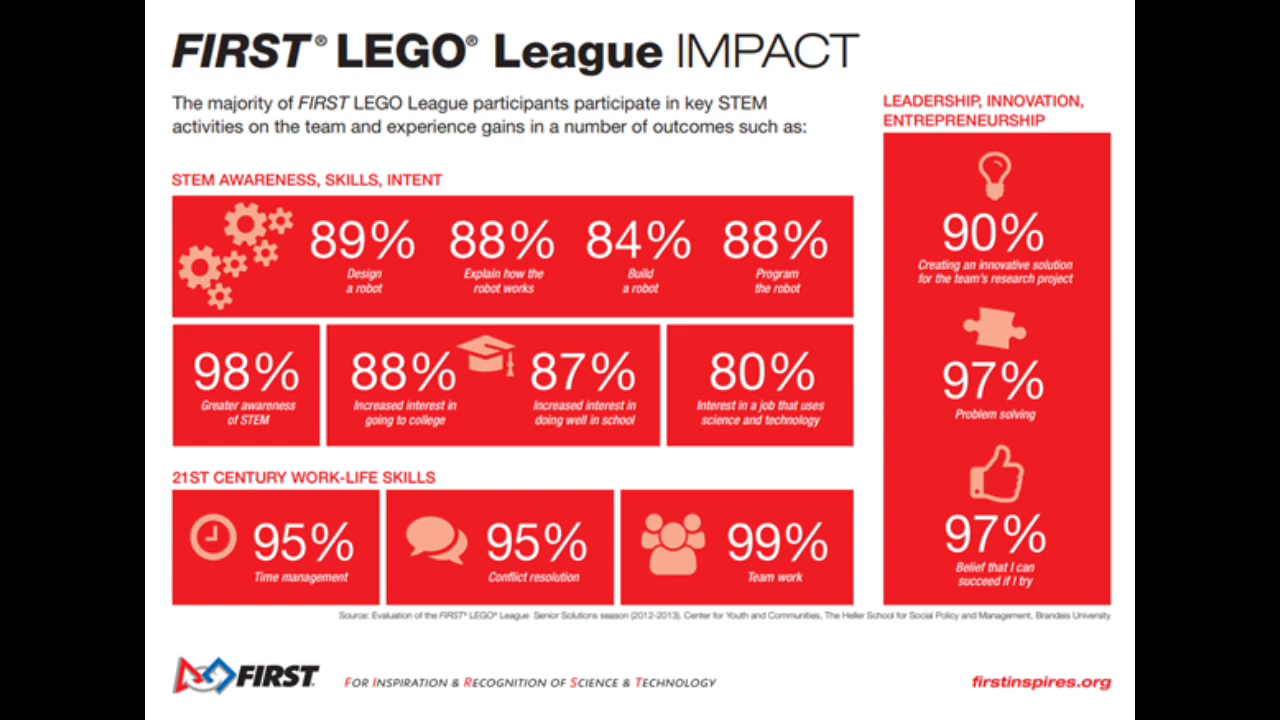 FIRST® LEGO® League IMPACT
The majority of FIRST LEGO League participants participate in key STEM
activities on the team and experience gains in a number of outcomes such as:
STEM AWARENESS, SKILLS, INTENT
89%
Design
a robot
88%
Explain how the
robot works
84%
Build
a robot
88%
Program
the robot
98%
Greater awareness
of STEM
88%
Increased interest in
going to college
87%
Increased interest in
doing well in school
80%
Interest in a job that uses
science and technology
21ST CENTURY WORK-LIFE SKILLS
95%
Time management
95%
Conflict resolution
99%
Team work
LEADERSHIP, INNOVATION,
ENTREPRENEURSHIP
90%
Creating an innovative solution
for the team's research project
97%
Problem solving
97%
Belief that I can
succeed if I try
Source: Evaluation of the FIRST® LEGO® League Senior Solutions season (2012-2013), Center for Youth and Communities, The Heller School for Social Policy and Management, Brandeis University
FIRST
FOR INSPIRATION & RECOGNITION OF SCIENCE & TECHNOLOGY
firstinspires.org